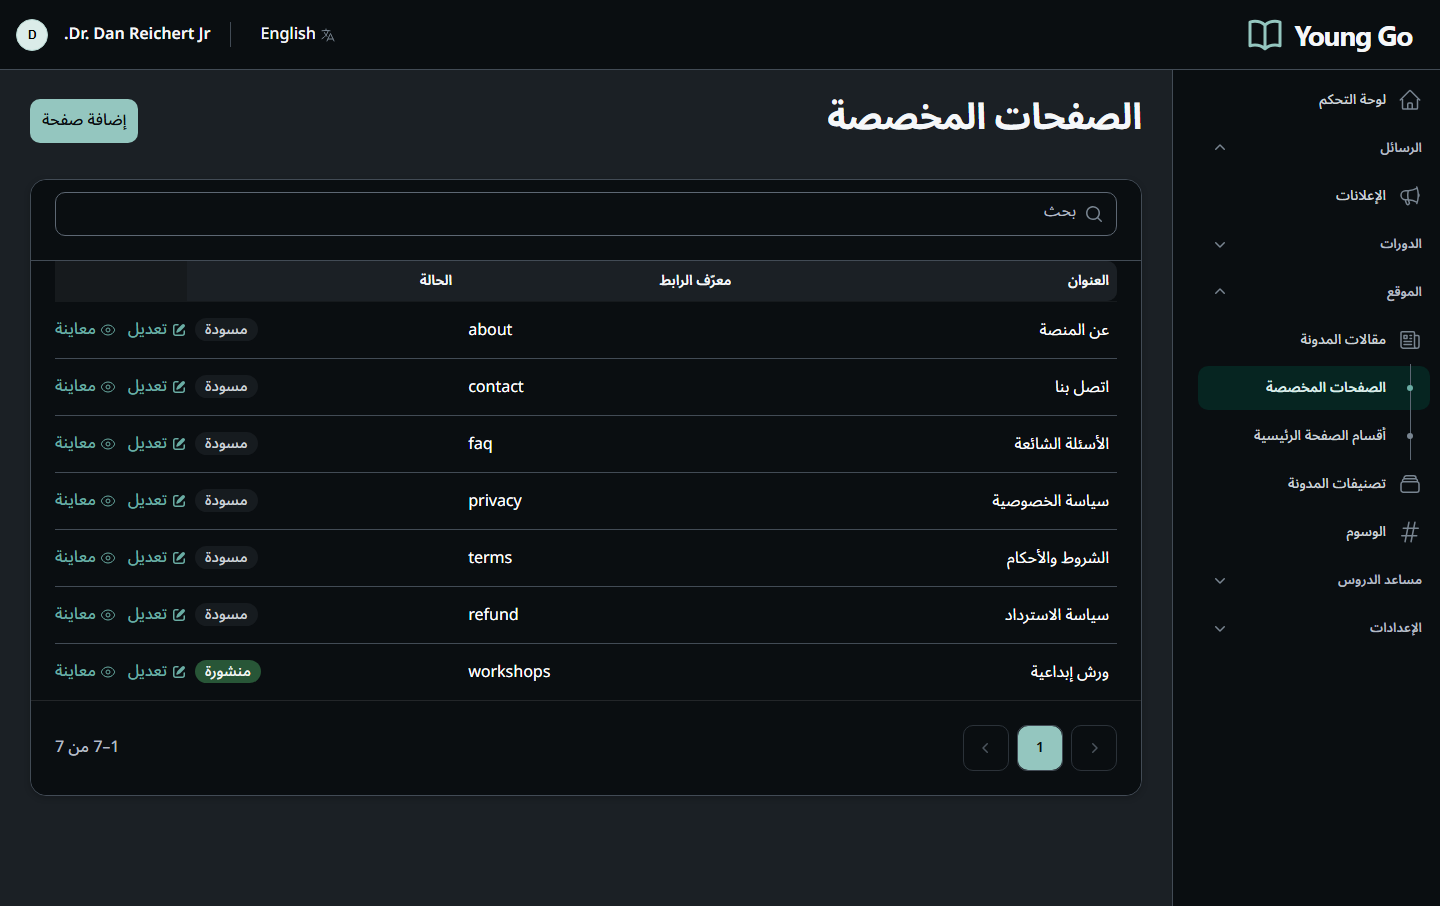 Young Go
English
Dr. Dan Reichert Jr.
D
لوحة التحكم
الرسائل
الإعلانات
الدورات
الموقع
مقالات المدونة
الصفحات المخصصة
أقسام الصفحة الرئيسية
تصنيفات المدونة
الوسوم
مساعد الدروس
الإعدادات
الصفحات المخصصة
إضافة صفحة
بحث
العنوان معرّف الرابط الحالة
عن المنصة about مسودة تعديل معاينة
اتصل بنا contact مسودة تعديل معاينة
الأسئلة الشائعة faq مسودة تعديل معاينة
سياسة الخصوصية privacy مسودة تعديل معاينة
الشروط والأحكام terms مسودة تعديل معاينة
سياسة الاسترداد refund مسودة تعديل معاينة
ورش إبداعية workshops منشورة تعديل معاينة
1
1–7 من 7